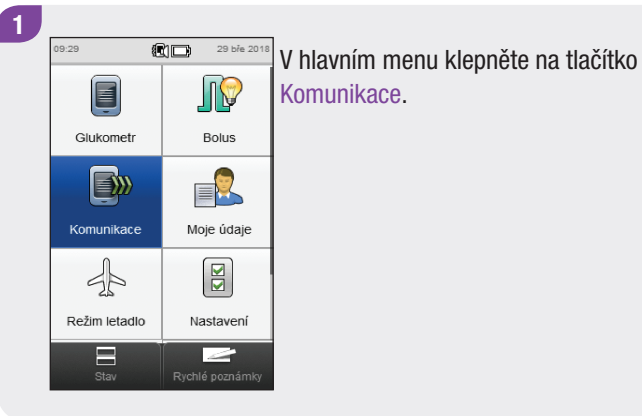 1
09:29 29 bře 2018
V hlavním menu klepněte na tlačítko
Komunikace.
Glukometr Bolus
Komunikace Moje údaje
Režim letadlo Nastavení
Stav Rychlé poznámky